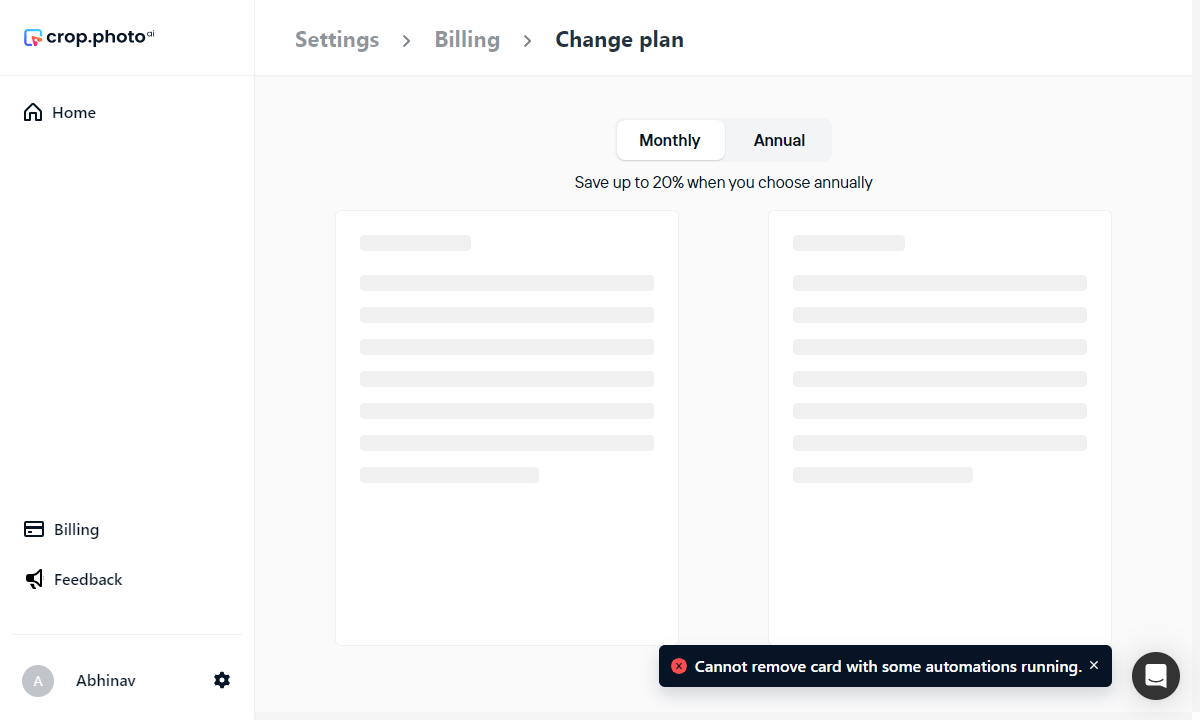 crop.photo ai
Settings > Billing > Change plan
Home
Monthly Annual
Save up to 20% when you choose annually
Billing
Feedback
A Abhinav
Cannot remove card with some automations running. ×